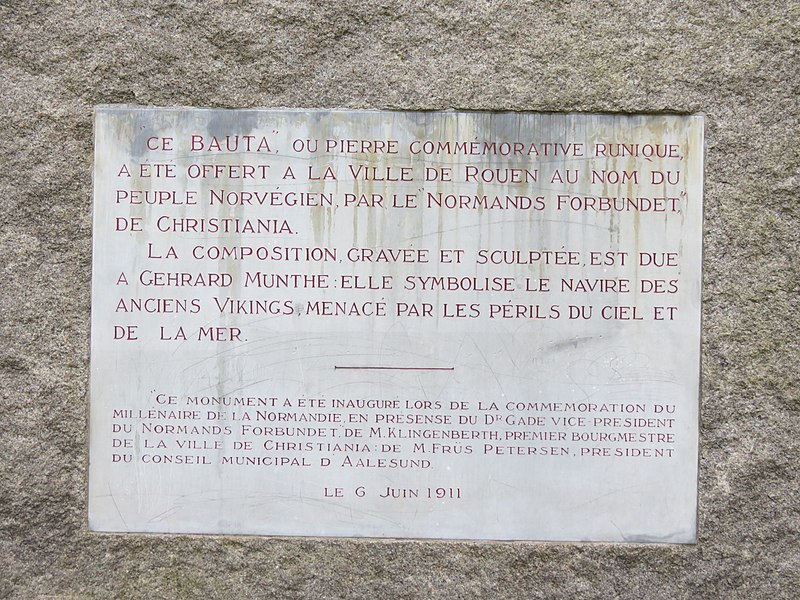 "CE BAUTA", OU PIERRE COMMÉMORATIVE RUNIQUE,
A ÉTÉ OFFERT A LA VILLE DE ROUEN AU NOM DU
PEUPLE NORVÉGIEN, PAR LE "NORMANDS FORBUNDET,"
DE CHRISTIANIA.
LA COMPOSITION, GRAVÉE ET SCULPTÉE, EST DUE
A GEHRARD MUNTHE: ELLE SYMBOLISE LE NAVIRE DES
ANCIENS VIKINGS, MENACÉ PAR LES PÉRILS DU CIEL ET
DE LA MER.
"CE MONUMENT A ÉTÉ INAUGURÉ LORS DE LA COMMEMORATION DU
MILLÉNAIRE DE LA NORMANDIE, EN PRÉSENSE DU DR GADE VICE-PRESIDENT
DU NORMANDS FORBUNDET, DE M. KLINGENBERTH, PREMIER BOURGMESTRE
DE LA VILLE DE CHRISTIANIA: DE M. FRÜS PETERSEN, PRESIDENT
DU CONSEIL MUNICIPAL D'AALESUND.
LE 6 JUIN 1911